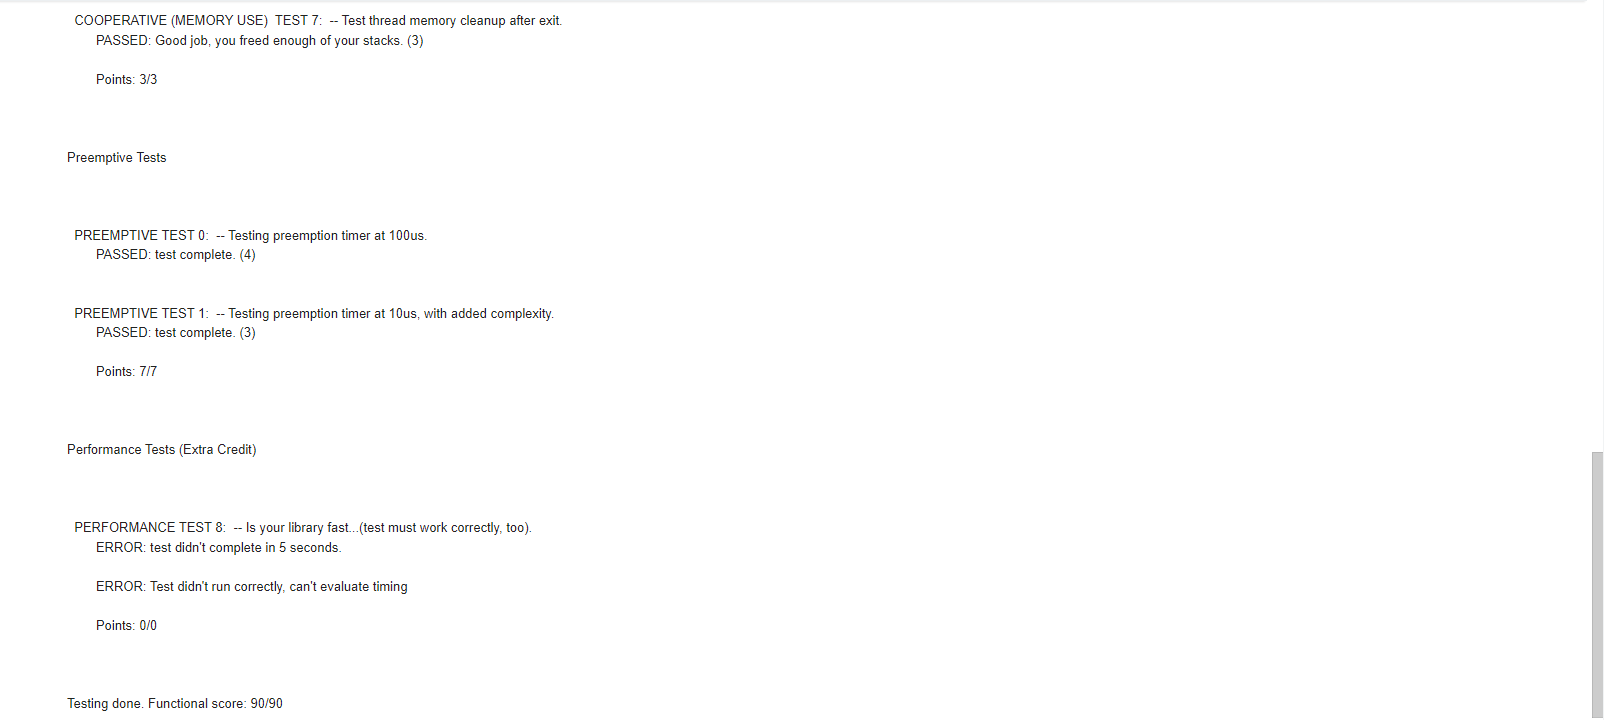 COOPERATIVE (MEMORY USE)  TEST 7:  -- Test thread memory cleanup after exit.
PASSED: Good job, you freed enough of your stacks. (3)
Points: 3/3
Preemptive Tests
PREEMPTIVE TEST 0:  -- Testing preemption timer at 100us.
PASSED: test complete. (4)
PREEMPTIVE TEST 1:  -- Testing preemption timer at 10us, with added complexity.
PASSED: test complete. (3)
Points: 7/7
Performance Tests (Extra Credit)
PERFORMANCE TEST 8:  -- Is your library fast...(test must work correctly, too).
ERROR: test didn't complete in 5 seconds.
ERROR: Test didn't run correctly, can't evaluate timing
Points: 0/0
Testing done. Functional score: 90/90